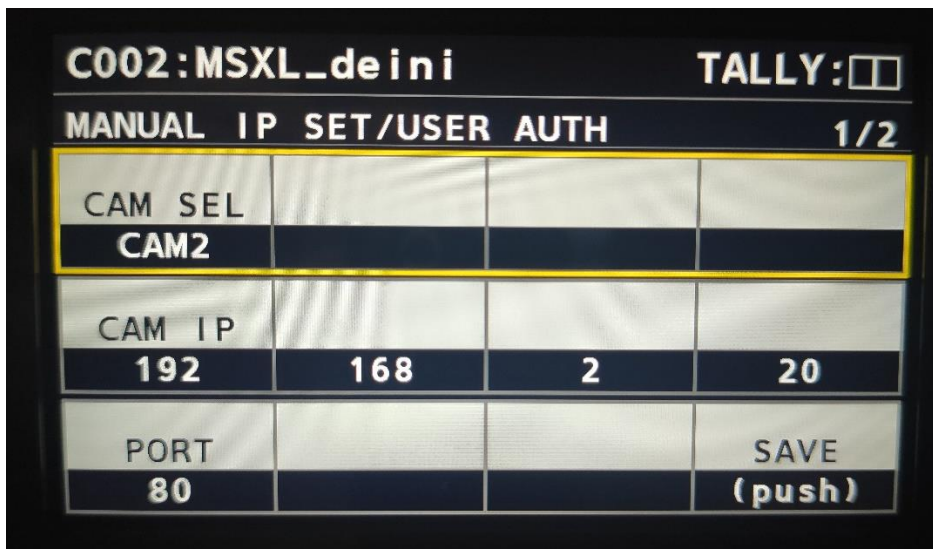 C002:MSXL_deini TALLY:
MANUAL IP SET/USER AUTH 1/2
CAM SEL
CAM2
CAM IP
192 168 2 20
PORT SAVE
80 (push)